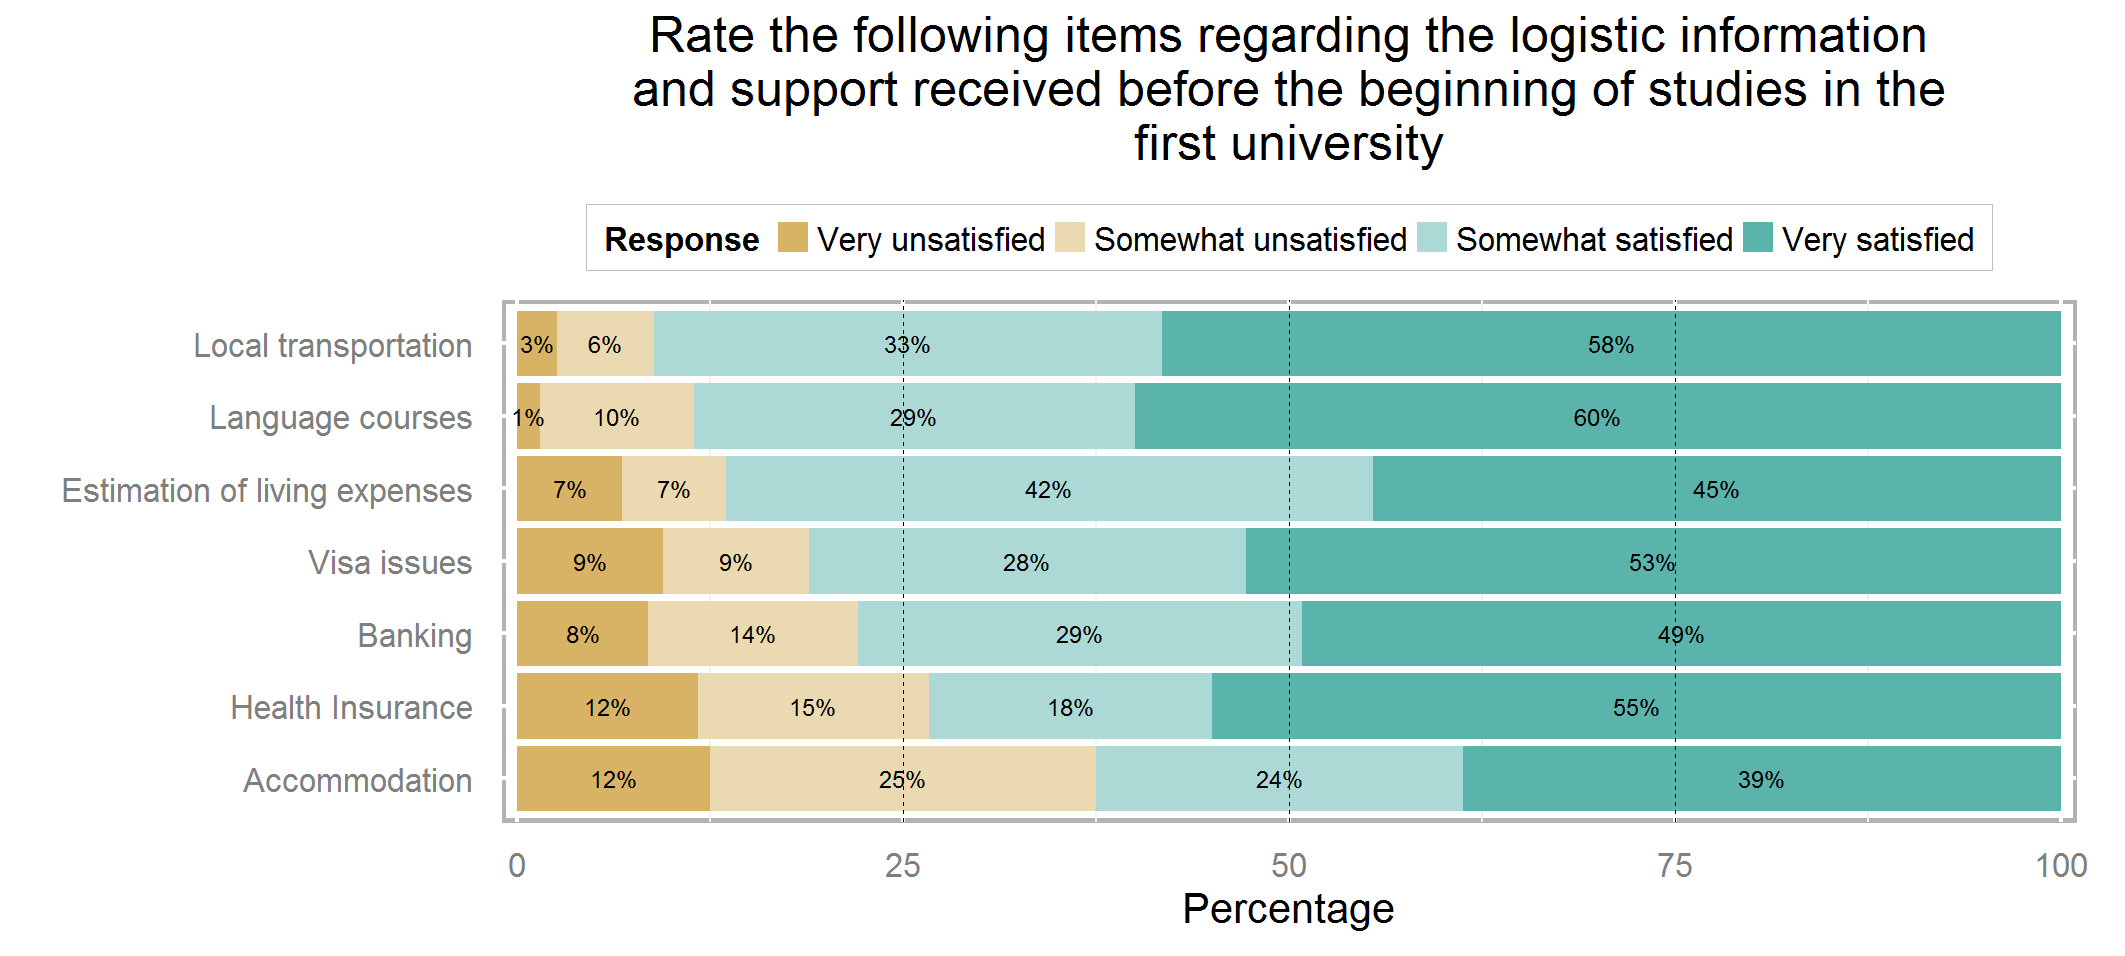 Rate the following items regarding the logistic information
and support received before the beginning of studies in the
first university
Response Very unsatisfied Somewhat unsatisfied Somewhat satisfied Very satisfied
Local transportation 3% 6% 33% 58%
Language courses 1% 10% 29% 60%
Estimation of living expenses 7% 7% 42% 45%
Visa issues 9% 9% 28% 53%
Banking 8% 14% 29% 49%
Health Insurance 12% 15% 18% 55%
Accommodation 12% 25% 24% 39%
0 25 50 75 100
Percentage